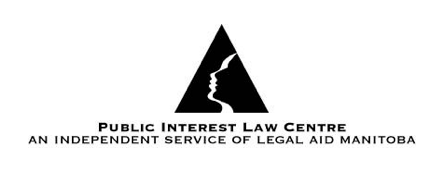 Public Interest Law Centre
AN INDEPENDENT SERVICE OF LEGAL AID MANITOBA